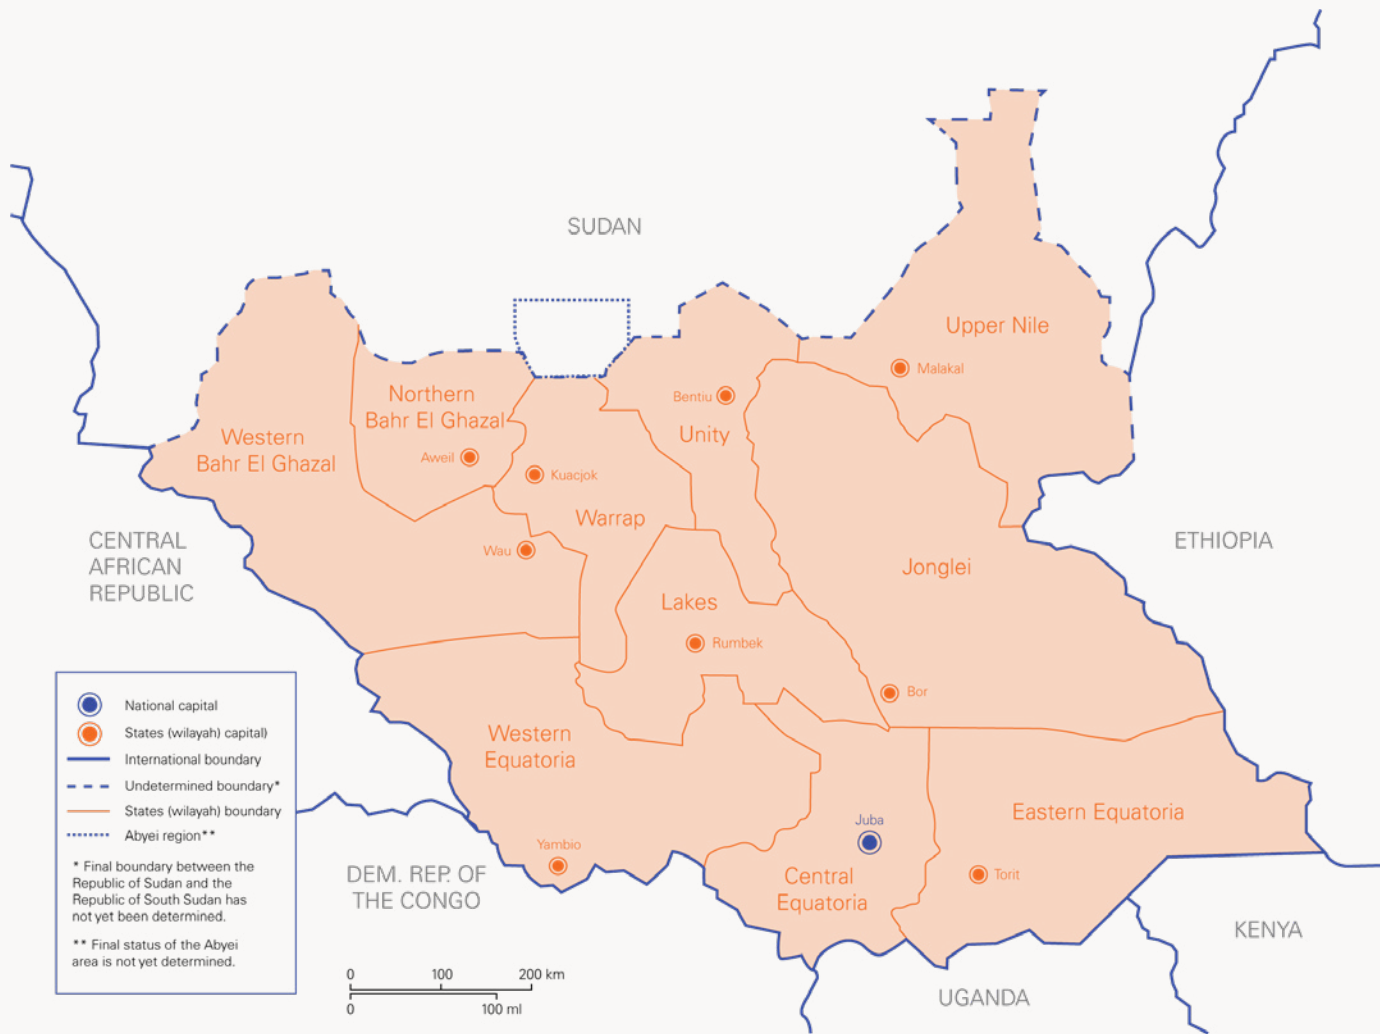 SUDAN
Upper Nile
Malakal
Northern
Bahr El Ghazal
Bentiu
Unity
Western
Bahr El Ghazal
Aweil
Kuacjok
Warrap
CENTRAL
AFRICAN
REPUBLIC
Wau
ETHIOPIA
Jonglei
Lakes
Rumbek
Bor
Western
Equatoria
Eastern Equatoria
Juba
Yambio
DEM. REP. OF
THE CONGO
Central
Equatoria
Torit
KENYA
UGANDA
National capital
States (wilayah) capital)
International boundary
Undetermined boundary*
States (wilayah) boundary
Abyei region**
* Final boundary between the
Republic of Sudan and the
Republic of South Sudan has
not yet been determined.
** Final status of the Abyei
area is not yet determined.
0 100 200 km
0 100 ml